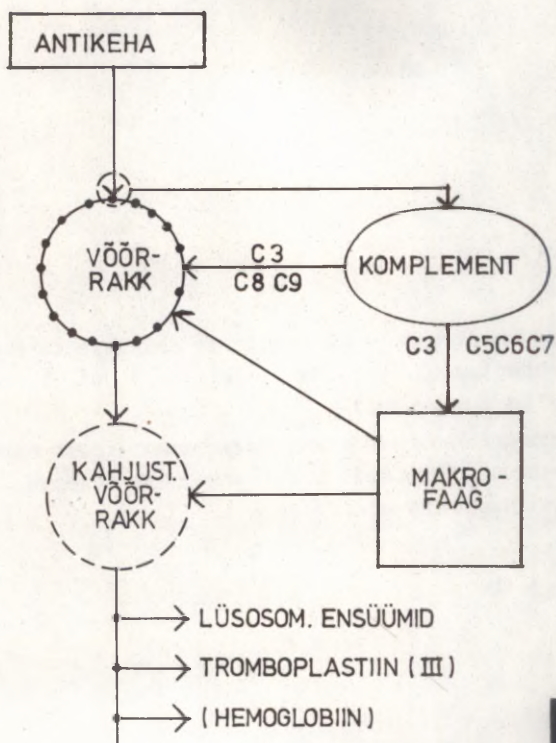 ANTIKEHA
VÕÕR-
RAKK
C3
C8 C9
KOMPLEMENT
C3 C5C6C7
KAHJUST.
VÕÕR-
RAKK
MAKRO-
FAAG
LÜSOSOM. ENSÜÜMID
TROMBOPLASTIIN (III)
(HEMOGLOBIIN)